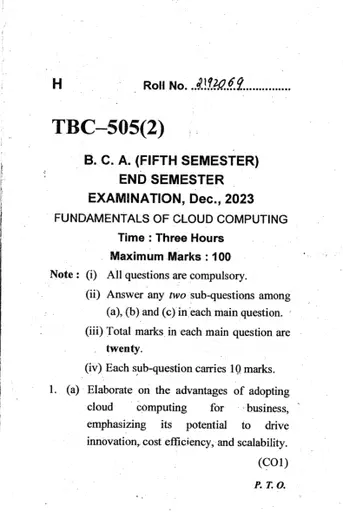 H Roll No. 2192069
TBC–505(2)
B. C. A. (FIFTH SEMESTER)
END SEMESTER
EXAMINATION, Dec., 2023
FUNDAMENTALS OF CLOUD COMPUTING
Time : Three Hours
Maximum Marks : 100
Note : (i) All questions are compulsory.
(ii) Answer any two sub-questions among
(a), (b) and (c) in each main question.
(iii) Total marks in each main question are
twenty.
(iv) Each sub-question carries 10 marks.
1. (a) Elaborate on the advantages of adopting
cloud computing for business,
emphasizing its potential to drive
innovation, cost efficiency, and scalability.
(CO1)
P. T. O.